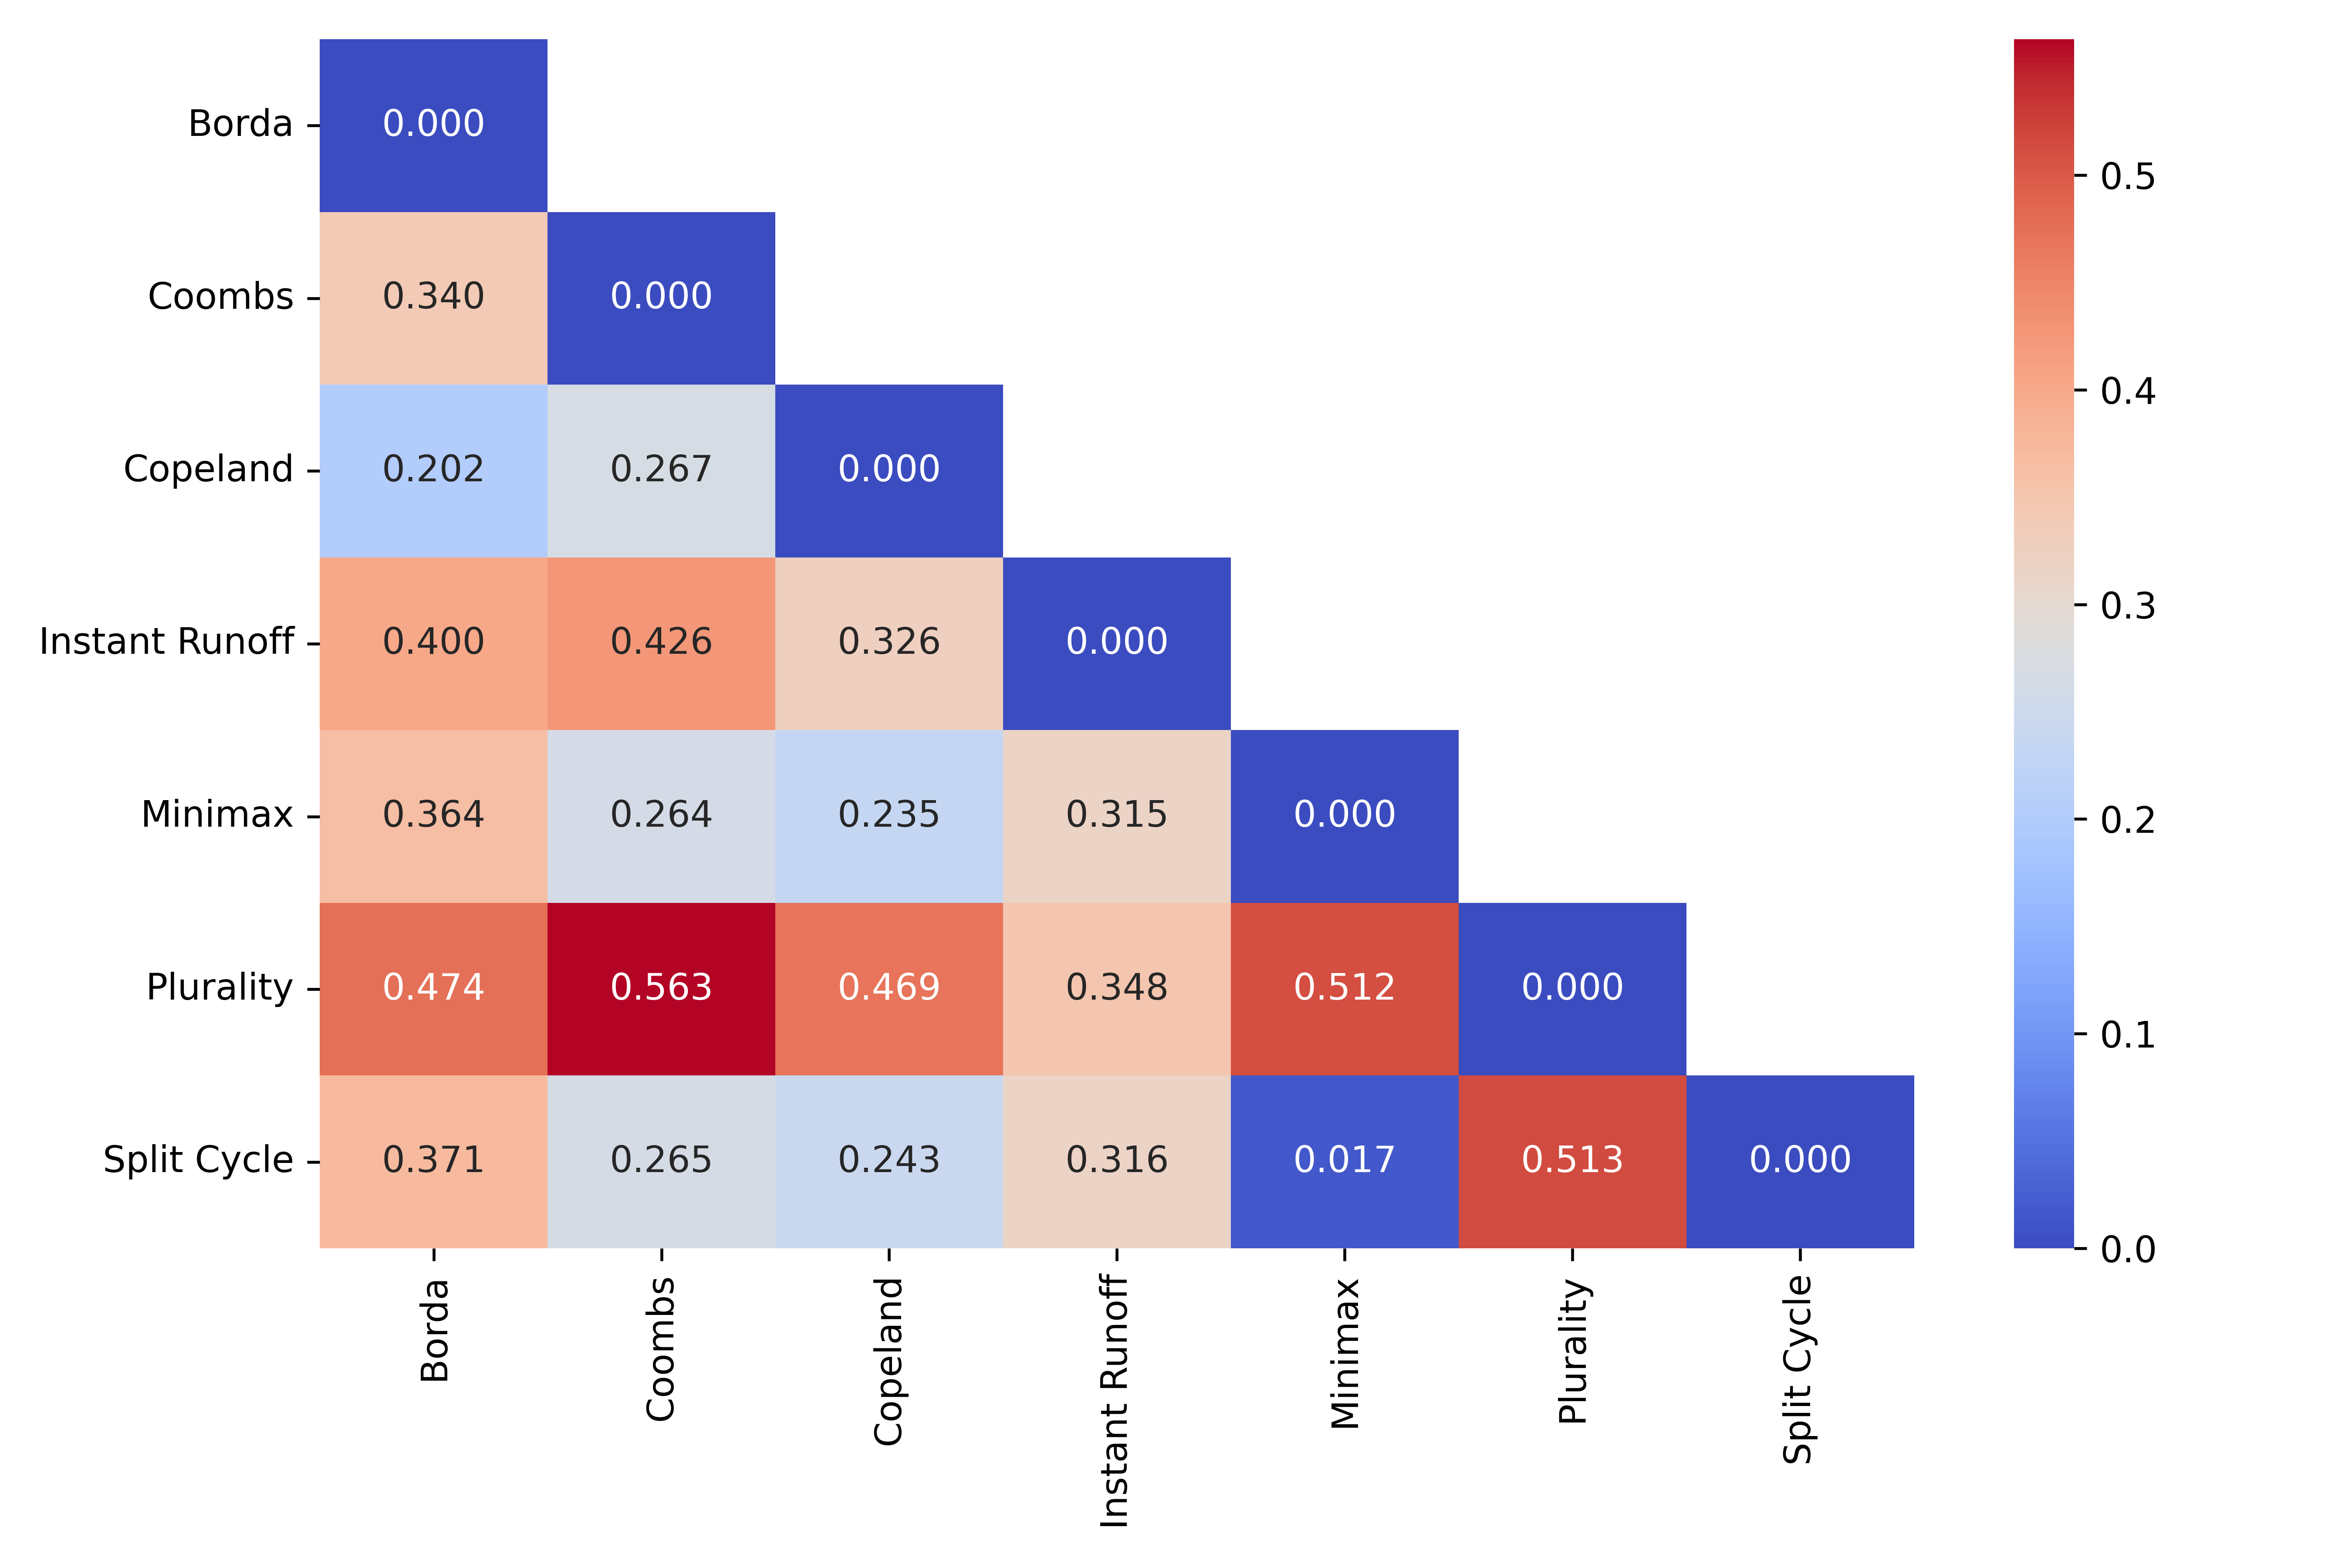 Borda 0.000
Coombs 0.340 0.000
Copeland 0.202 0.267 0.000
Instant Runoff 0.400 0.426 0.326 0.000
Minimax 0.364 0.264 0.235 0.315 0.000
Plurality 0.474 0.563 0.469 0.348 0.512 0.000
Split Cycle 0.371 0.265 0.243 0.316 0.017 0.513 0.000
Borda
Coombs
Copeland
Instant Runoff
Minimax
Plurality
Split Cycle
0.5
0.4
0.3
0.2
0.1
0.0